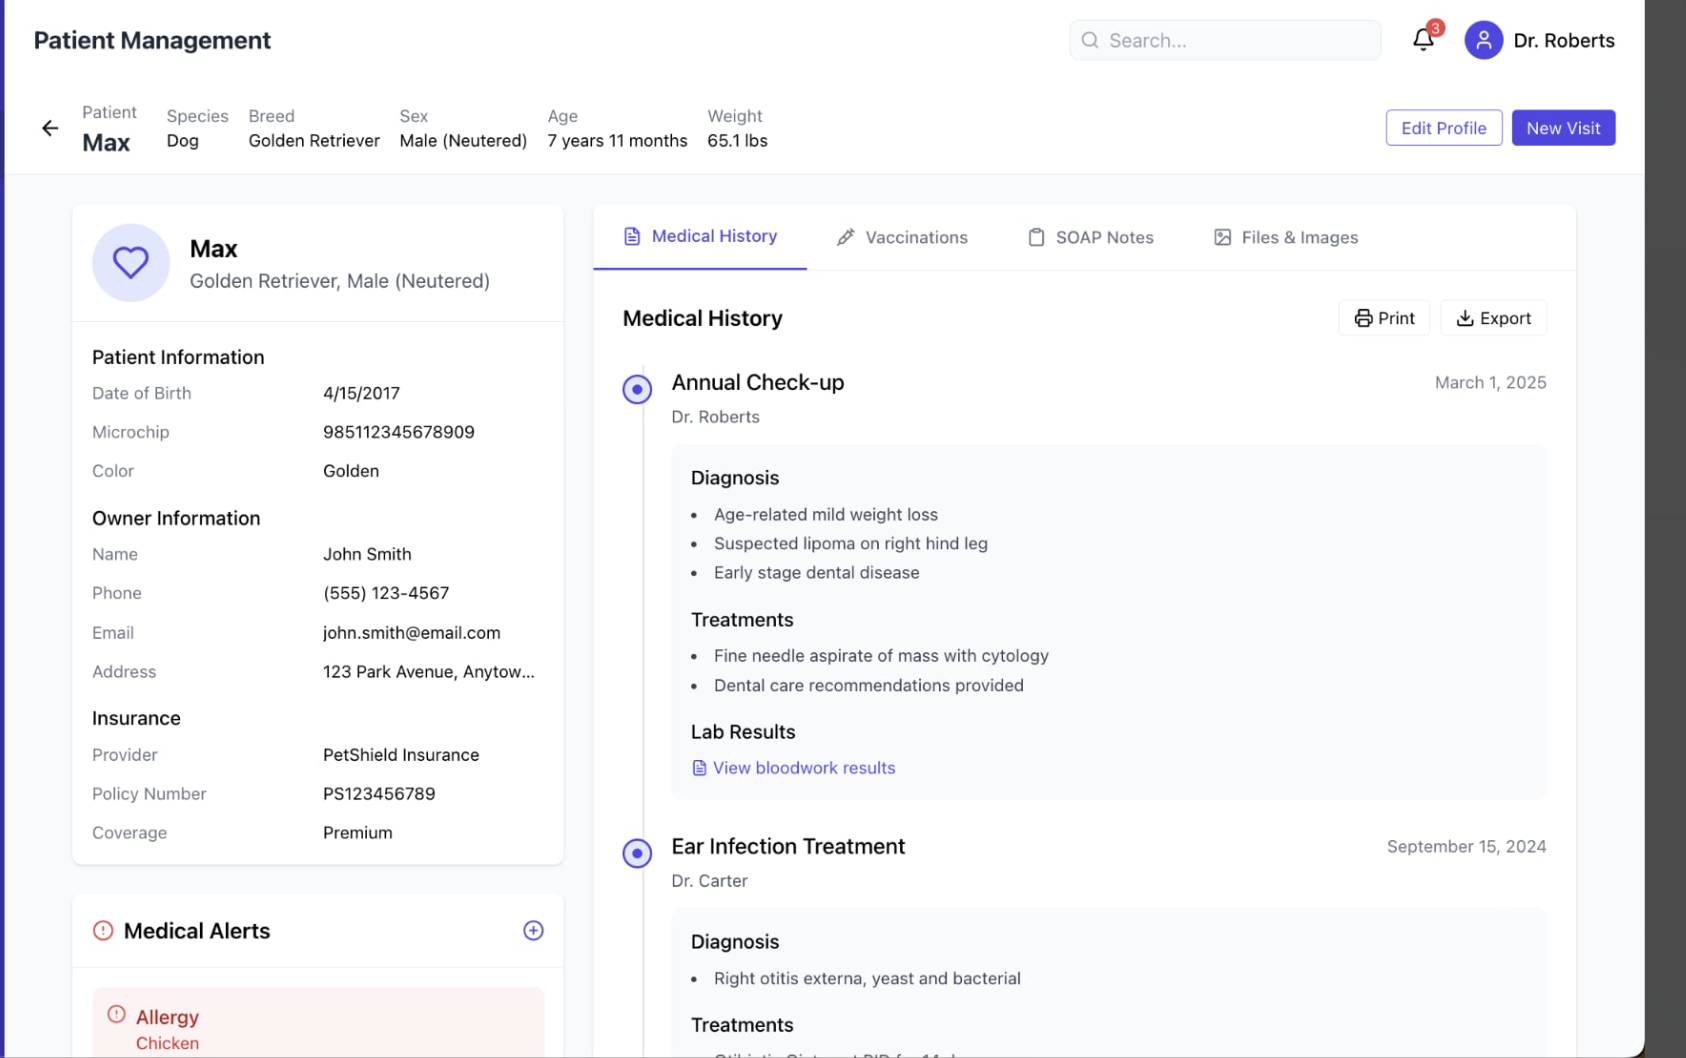 Patient Management
Search...
3
Dr. Roberts
Patient
Max
Species
Dog
Breed
Golden Retriever
Sex
Male (Neutered)
Age
7 years 11 months
Weight
65.1 lbs
Edit Profile
New Visit
Max
Golden Retriever, Male (Neutered)
Patient Information
Date of Birth 4/15/2017
Microchip 985112345678909
Color Golden
Owner Information
Name John Smith
Phone (555) 123-4567
Email john.smith@email.com
Address 123 Park Avenue, Anytow...
Insurance
Provider PetShield Insurance
Policy Number PS123456789
Coverage Premium
Medical Alerts
Allergy
Chicken
Medical History
Vaccinations
SOAP Notes
Files & Images
Medical History
Print
Export
Annual Check-up
March 1, 2025
Dr. Roberts
Diagnosis
• Age-related mild weight loss
• Suspected lipoma on right hind leg
• Early stage dental disease
Treatments
• Fine needle aspirate of mass with cytology
• Dental care recommendations provided
Lab Results
View bloodwork results
Ear Infection Treatment
September 15, 2024
Dr. Carter
Diagnosis
• Right otitis externa, yeast and bacterial
Treatments